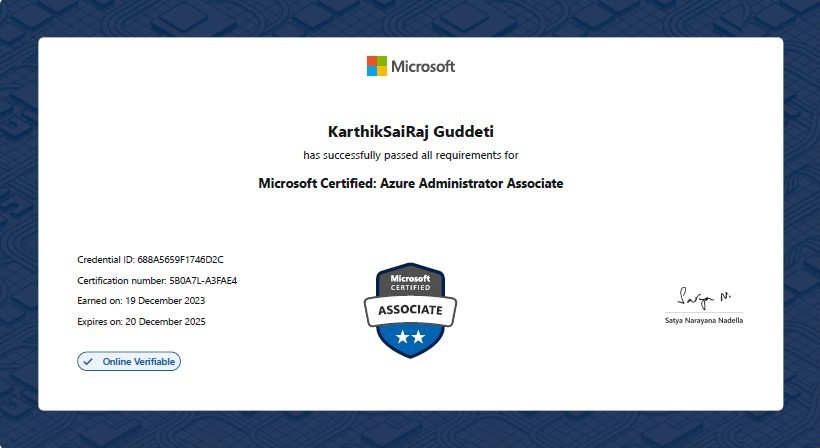 Microsoft
KarthikSaiRaj Guddeti
has successfully passed all requirements for
Microsoft Certified: Azure Administrator Associate
Credential ID: 688A5659F1746D2C
Certification number: 5B0A7L-A3FAE4
Earned on: 19 December 2023
Expires on: 20 December 2025
Online Verifiable
Microsoft
CERTIFIED
ASSOCIATE
Satya N.
Satya Narayana Nadella